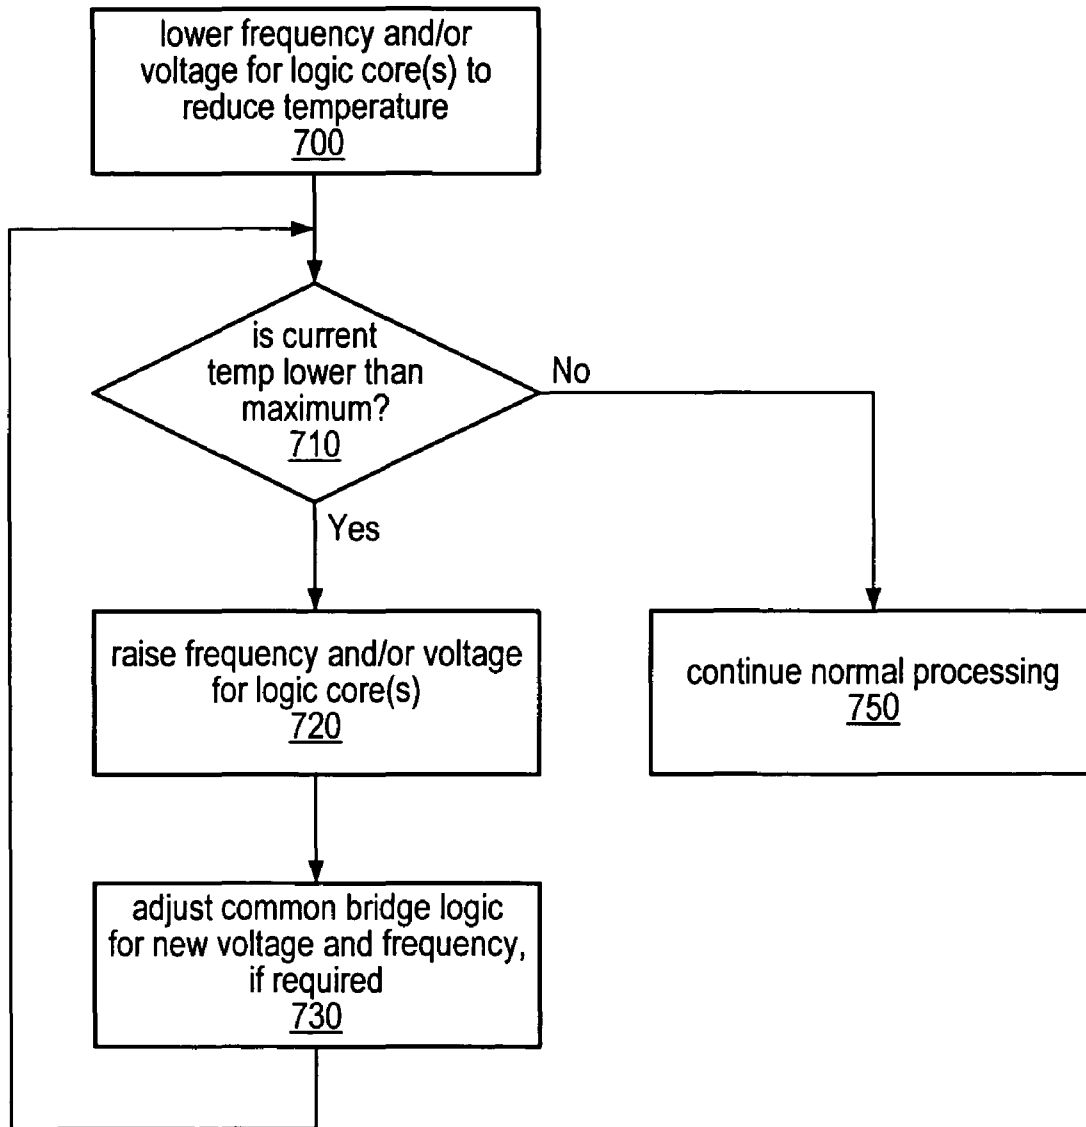 lower frequency and/or
voltage for logic core(s) to
reduce temperature
700
is current
temp lower than
maximum?
710
No
Yes
raise frequency and/or voltage
for logic core(s)
720
continue normal processing
750
adjust common bridge logic
for new voltage and frequency,
if required
730